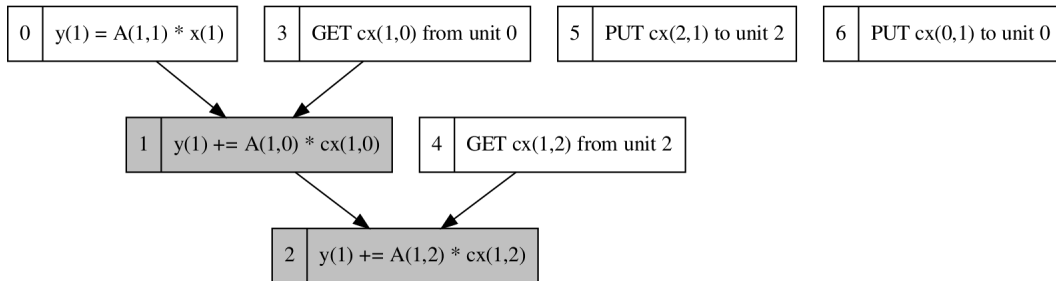 0 y(1) = A(1,1) * x(1)
3 GET cx(1,0) from unit 0
5 PUT cx(2,1) to unit 2
6 PUT cx(0,1) to unit 0
1 y(1) += A(1,0) * cx(1,0)
4 GET cx(1,2) from unit 2
2 y(1) += A(1,2) * cx(1,2)